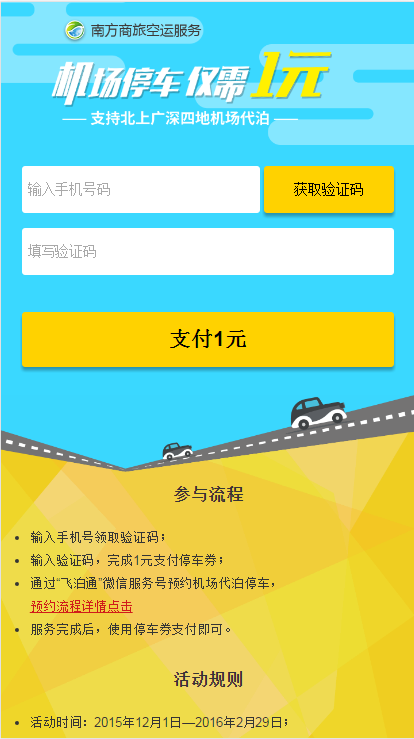 南方商旅空运服务
机场停车 仅需1元
支持北上广深四地机场代泊
输入手机号码
获取验证码
填写验证码
支付1元
参与流程
输入手机号领取验证码；
输入验证码，完成1元支付停车券；
通过“飞泊通”微信服务号预约机场代泊停车，
预约流程详情点击
服务完成后，使用停车券支付即可。
活动规则
活动时间：2015年12月1日—2016年2月29日；